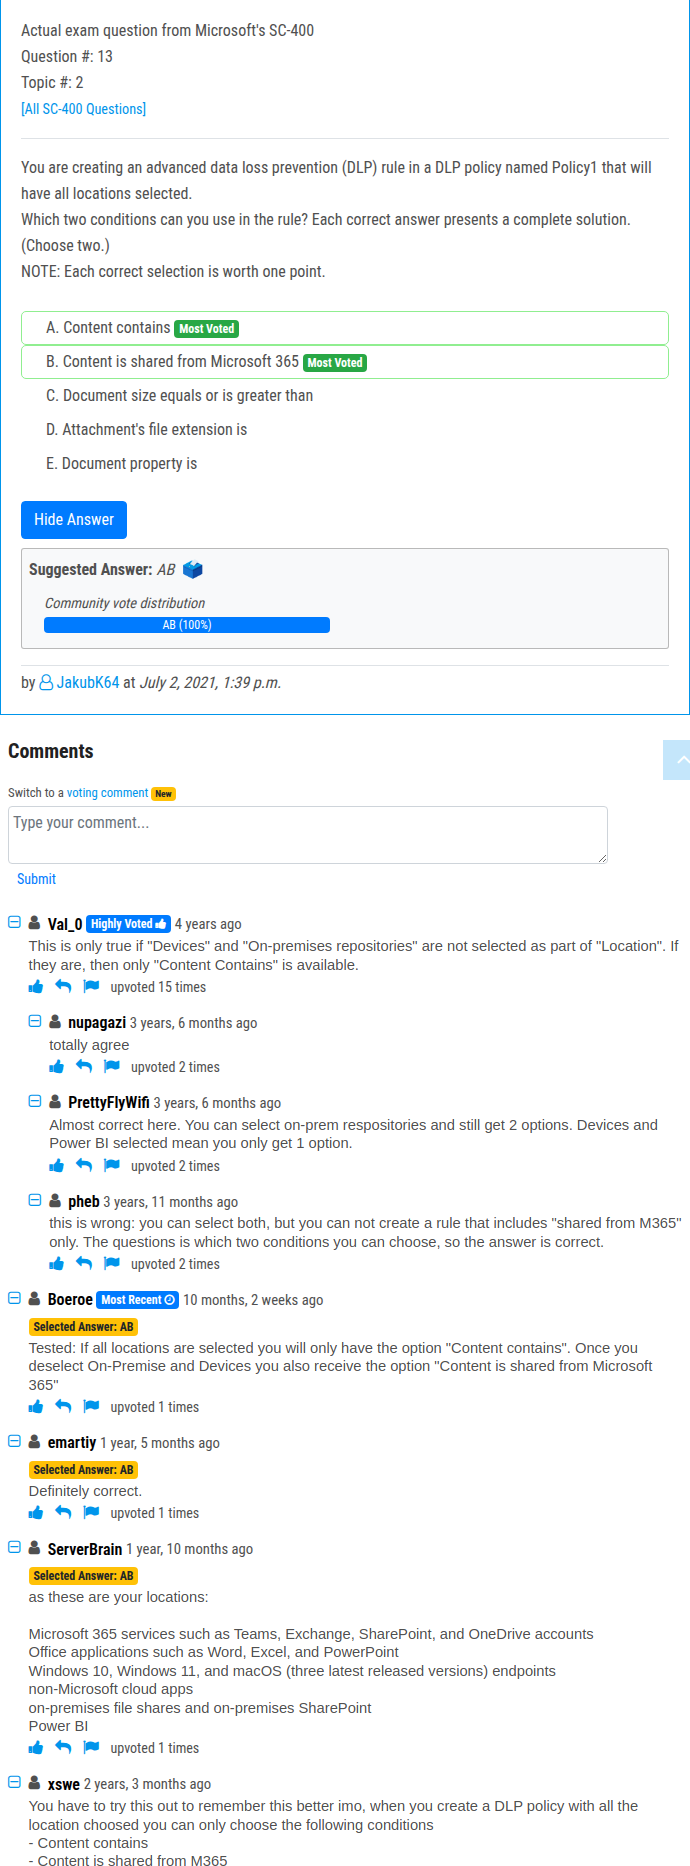 Actual exam question from Microsoft's SC-400
Question #: 13
Topic #: 2
[All SC-400 Questions]
You are creating an advanced data loss prevention (DLP) rule in a DLP policy named Policy1 that will
have all locations selected.
Which two conditions can you use in the rule? Each correct answer presents a complete solution.
(Choose two.)
NOTE: Each correct selection is worth one point.
A. Content contains Most Voted
B. Content is shared from Microsoft 365 Most Voted
C. Document size equals or is greater than
D. Attachment's file extension is
E. Document property is
Hide Answer
Suggested Answer: AB
Community vote distribution
AB (100%)
by JakubK64 at July 2, 2021, 1:39 p.m.
Comments
Switch to a voting comment New
Type your comment...
Submit
Val_0 Highly Voted 4 years ago
This is only true if "Devices" and "On-premises repositories" are not selected as part of "Location". If
they are, then only "Content Contains" is available.
upvoted 15 times
nupagazi 3 years, 6 months ago
totally agree
upvoted 2 times
PrettyFlyWifi 3 years, 6 months ago
Almost correct here. You can select on-prem respositories and still get 2 options. Devices and
Power BI selected mean you only get 1 option.
upvoted 2 times
pheb 3 years, 11 months ago
this is wrong: you can select both, but you can not create a rule that includes "shared from M365"
only. The questions is which two conditions you can choose, so the answer is correct.
upvoted 2 times
Boeroe Most Recent 10 months, 2 weeks ago
Selected Answer: AB
Tested: If all locations are selected you will only have the option "Content contains". Once you
deselect On-Premise and Devices you also receive the option "Content is shared from Microsoft
365"
upvoted 1 times
emartiy 1 year, 5 months ago
Selected Answer: AB
Definitely correct.
upvoted 1 times
ServerBrain 1 year, 10 months ago
Selected Answer: AB
as these are your locations:
Microsoft 365 services such as Teams, Exchange, SharePoint, and OneDrive accounts
Office applications such as Word, Excel, and PowerPoint
Windows 10, Windows 11, and macOS (three latest released versions) endpoints
non-Microsoft cloud apps
on-premises file shares and on-premises SharePoint
Power BI
upvoted 1 times
xswe 2 years, 3 months ago
You have to try this out to remember this better imo, when you create a DLP policy with all the
location choosed you can only choose the following conditions
- Content contains
- Content is shared from M365